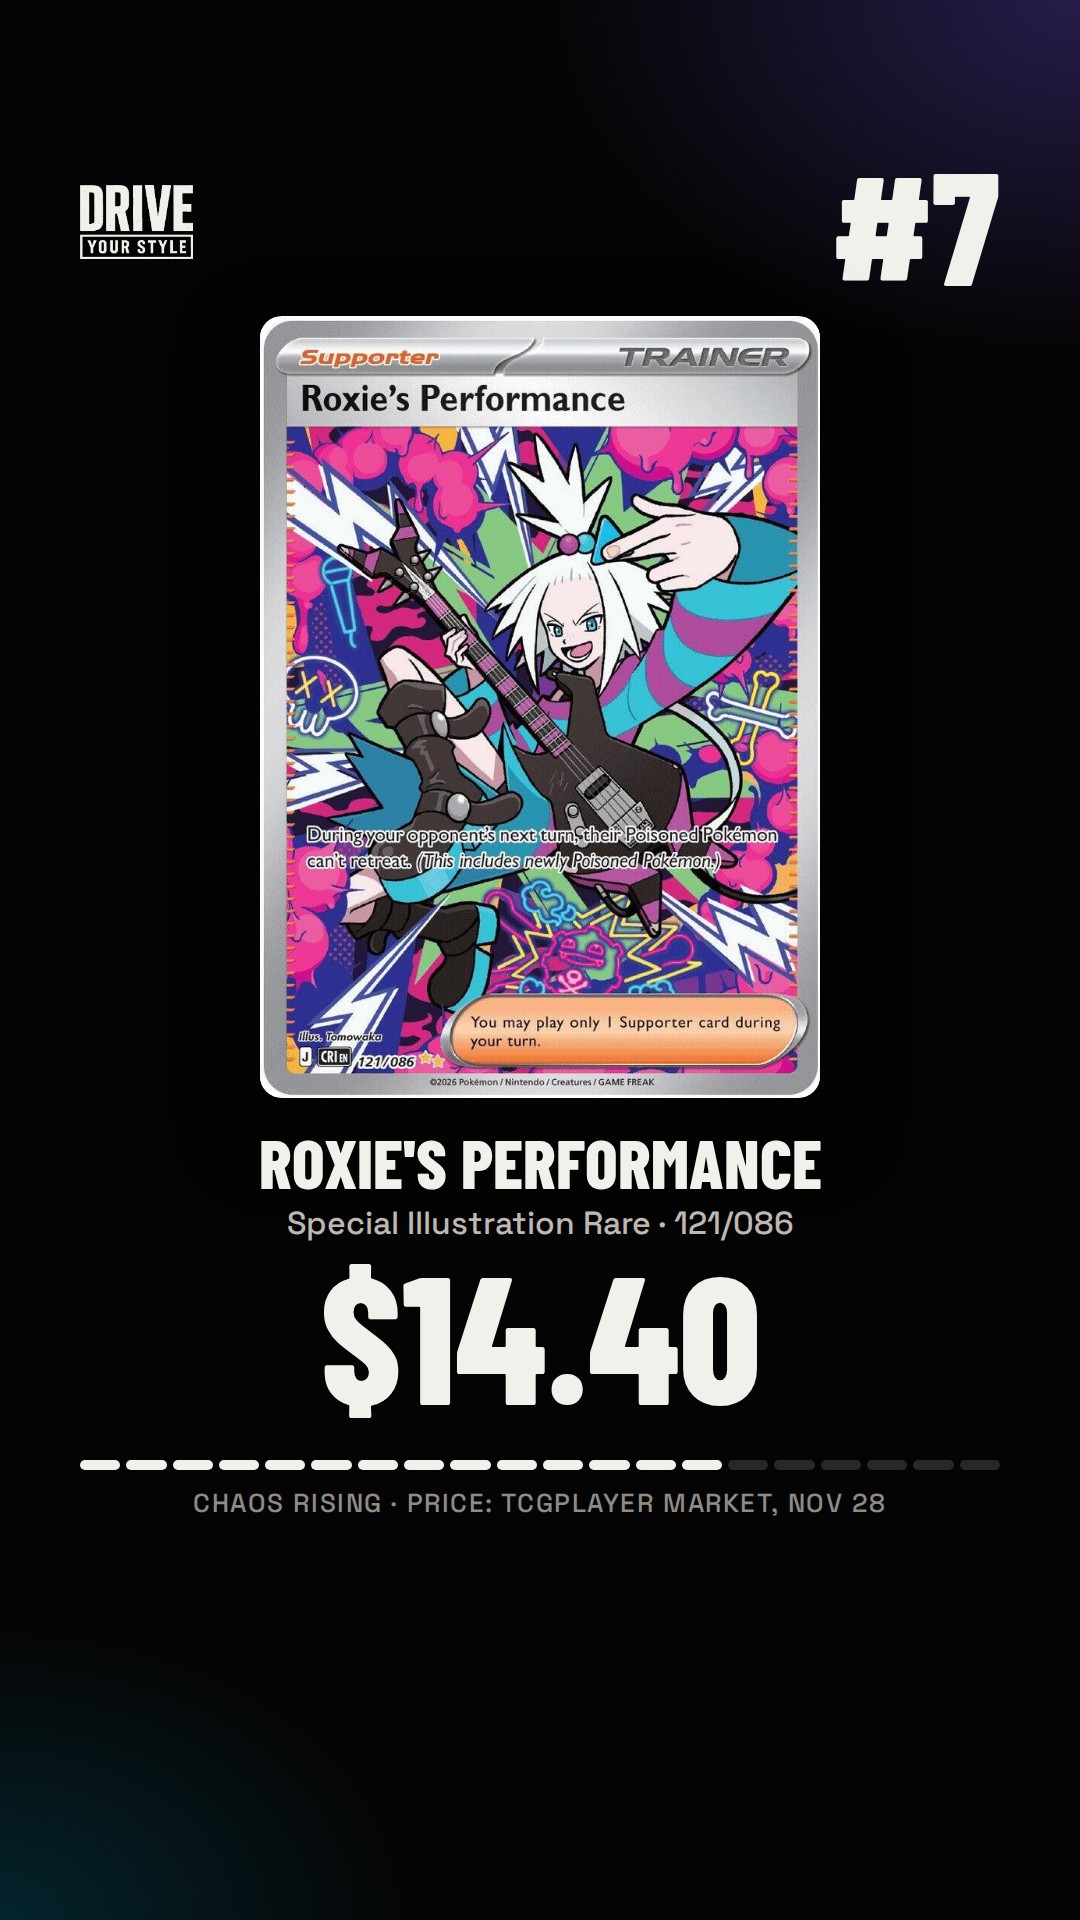 DRIVE
YOUR STYLE
#7
Supporter
TRAINER
Roxie's Performance
During your opponent's next turn, their Poisoned Pokémon
can't retreat. (This includes newly Poisoned Pokémon.)
You may play only 1 Supporter card during
your turn.
Illus. Tomowaka
J CRI EN 121/086
©2026 Pokémon / Nintendo / Creatures / GAME FREAK
ROXIE'S PERFORMANCE
Special Illustration Rare · 121/086
$14.40
CHAOS RISING · PRICE: TCGPLAYER MARKET, NOV 28